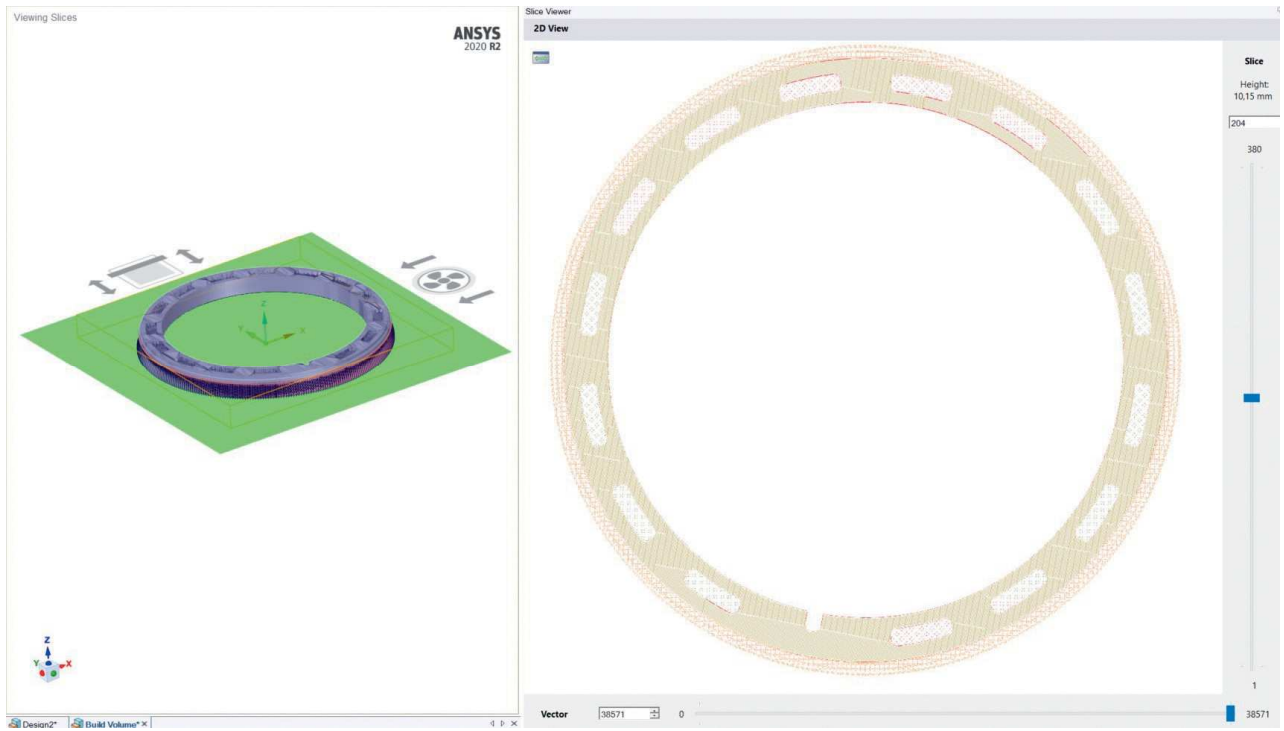 Viewing Slices
ANSYS
2020 R2
Z
Y
X
Z
Y
X
Design2*
Build Volume*
Slice Viewer
2D View
Slice
Height:
10,15 mm
204
380
1
Vector
38571
0
38571